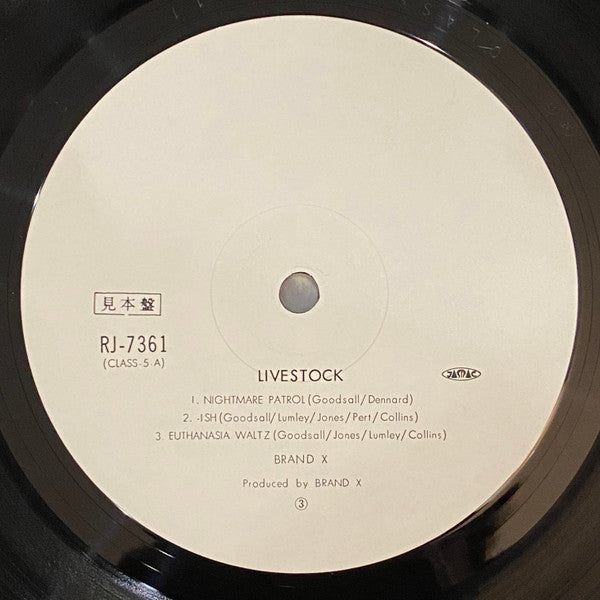 見本盤
RJ-7361
(CLASS-5-A)
LIVESTOCK
JASRAC
1. NIGHTMARE PATROL (Goodsall/Dennard)
2. -ISH (Goodsall/Lumley/Jones/Pert/Collins)
3. EUTHANASIA WALTZ (Goodsall/Jones/Lumley/Collins)
BRAND X
Produced by BRAND X
③